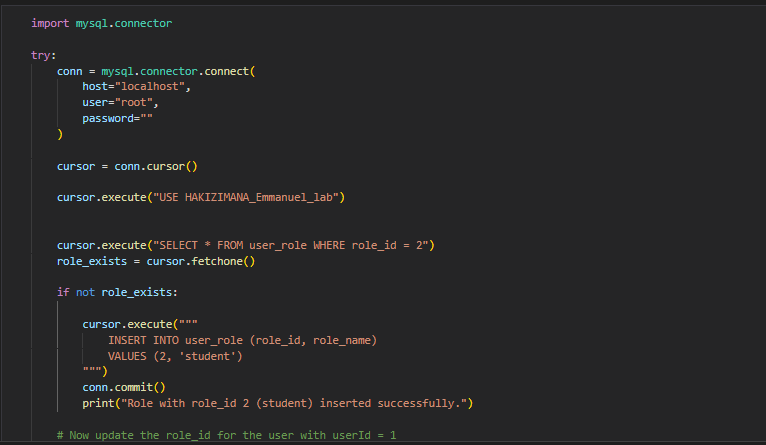 import mysql.connector
try:
conn = mysql.connector.connect(
host="localhost",
user="root",
password=""
)
cursor = conn.cursor()
cursor.execute("USE HAKIZIMANA_Emmanuel_lab")
cursor.execute("SELECT * FROM user_role WHERE role_id = 2")
role_exists = cursor.fetchone()
if not role_exists:
cursor.execute("""
INSERT INTO user_role (role_id, role_name)
VALUES (2, 'student')
""")
conn.commit()
print("Role with role_id 2 (student) inserted successfully.")
# Now update the role_id for the user with userId = 1